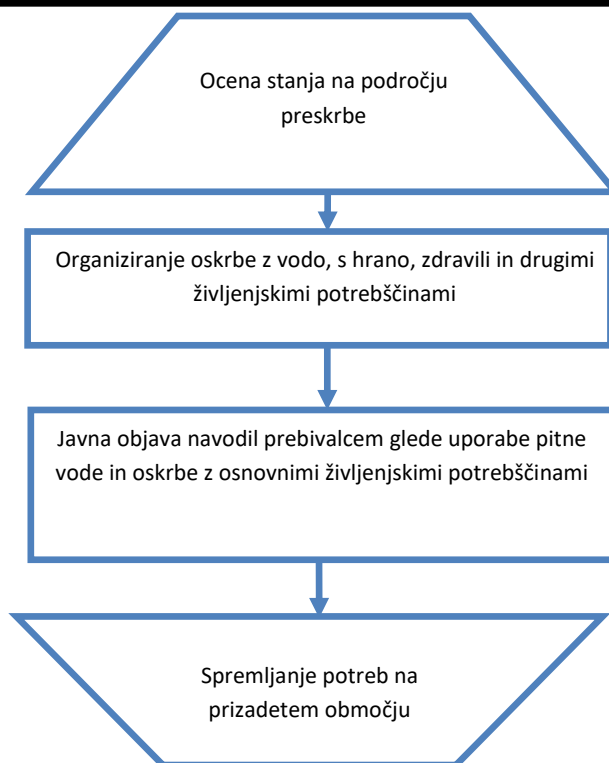 Ocena stanja na področju
preskrbe
Organiziranje oskrbe z vodo, s hrano, zdravili in drugimi
življenjskimi potrebščinami
Javna objava navodil prebivalcem glede uporabe pitne
vode in oskrbe z osnovnimi življenjskimi potrebščinami
Spremljanje potreb na
prizadetem območju